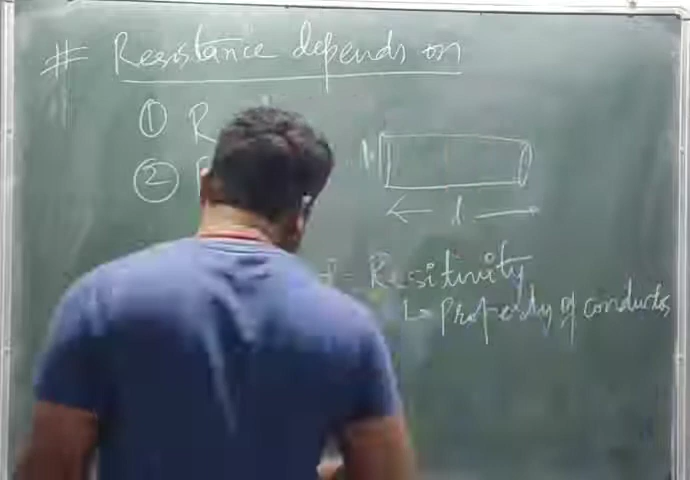 # Resistance depends on
① R
②
l
= Resitivity
↳ Property of conductor